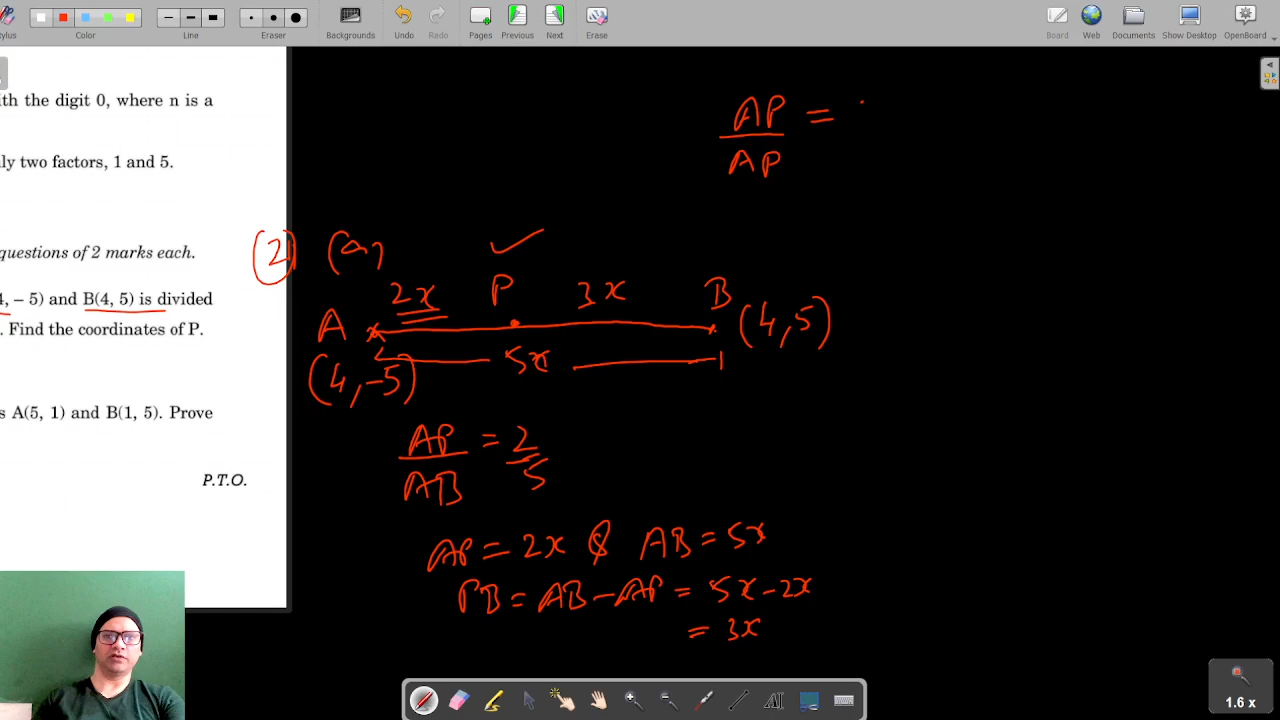 Stylus
Color
Line
Eraser
Backgrounds
Undo
Redo
Pages
Previous
Next
Erase
Board
Web
Documents
Show Desktop
OpenBoard
ith the digit 0, where n is a
ly two factors, 1 and 5.
questions of 2 marks each.
4, – 5) and B(4, 5) is divided
. Find the coordinates of P.
s A(5, 1) and B(1, 5). Prove
P.T.O.
AP/AP =
2 (a)
2x P 3x B
A (4,5)
5x
(4,-5)
AP/AB = 2/5
AP = 2x & AB = 5x
PB = AB - AP = 5x - 2x
= 3x
1.6 x